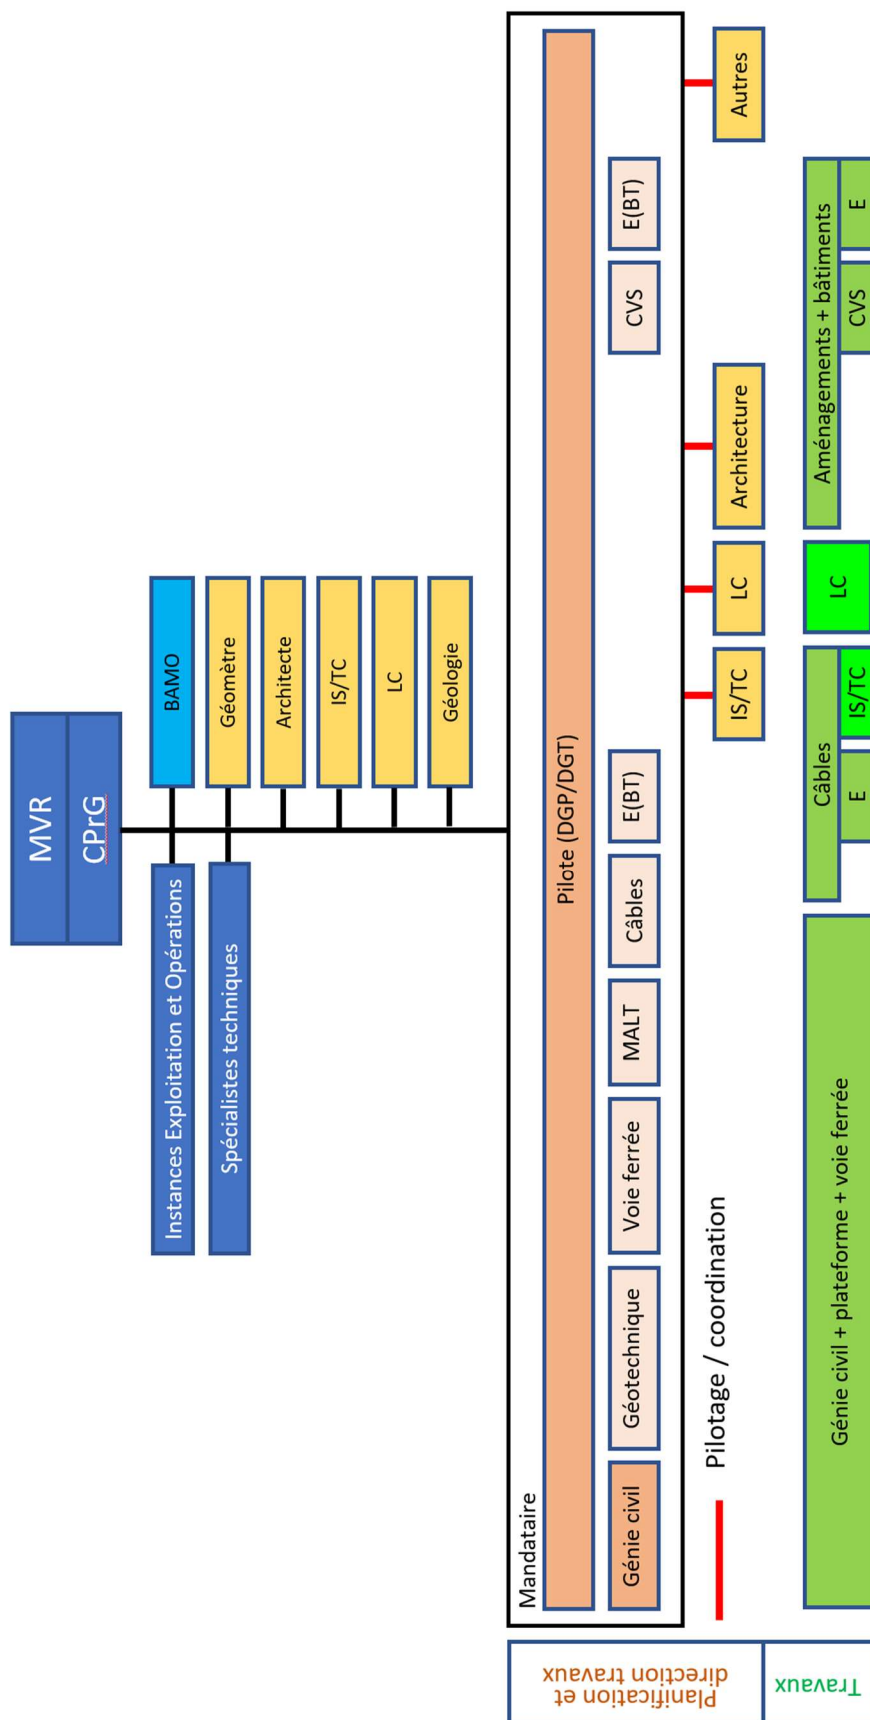 MVR
CPrG
Instances Exploitation et Opérations
BAMO
Spécialistes techniques
Géomètre
Architecte
IS/TC
LC
Géologie
Planification et
direction travaux
Mandataire
Pilote (DGP/DGT)
Génie civil
Géotechnique
Voie ferrée
MALT
Câbles
E(BT)
CVS
E(BT)
Pilotage / coordination
IS/TC
LC
Architecture
Autres
Travaux
Génie civil + plateforme + voie ferrée
Câbles
E
IS/TC
LC
Aménagements + bâtiments
CVS
E